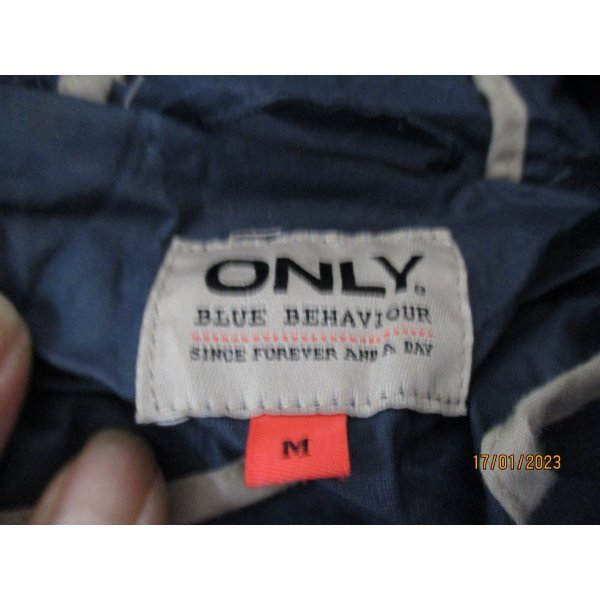 ONLY®
BLUE BEHAVIOUR
SINCE FOREVER AND A DAY
M
17/01/2023